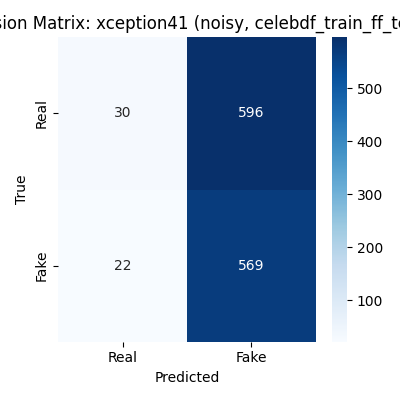 sion Matrix: xception41 (noisy, celebdf_train_ff_te
Real 30 596 500
400
True
300
Fake 22 569 200
100
Real Fake
Predicted